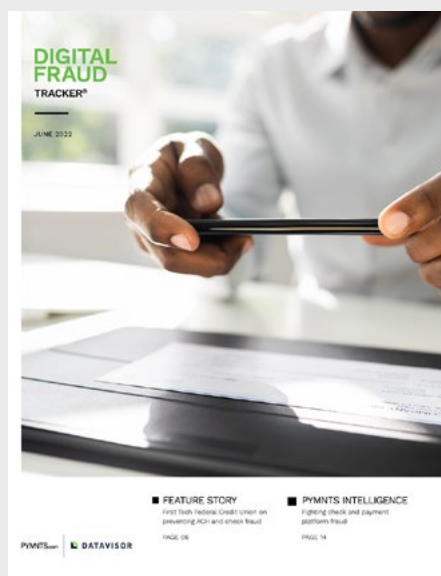 DIGITAL
FRAUD
TRACKER®
JUNE 2022
FEATURE STORY
First Tech Federal Credit Union on
preventing ACH and check fraud
PAGE 06
PYMNTS INTELLIGENCE
Fighting check and payment
platform fraud
PAGE 14
PYMNTS.com
DATAVISOR